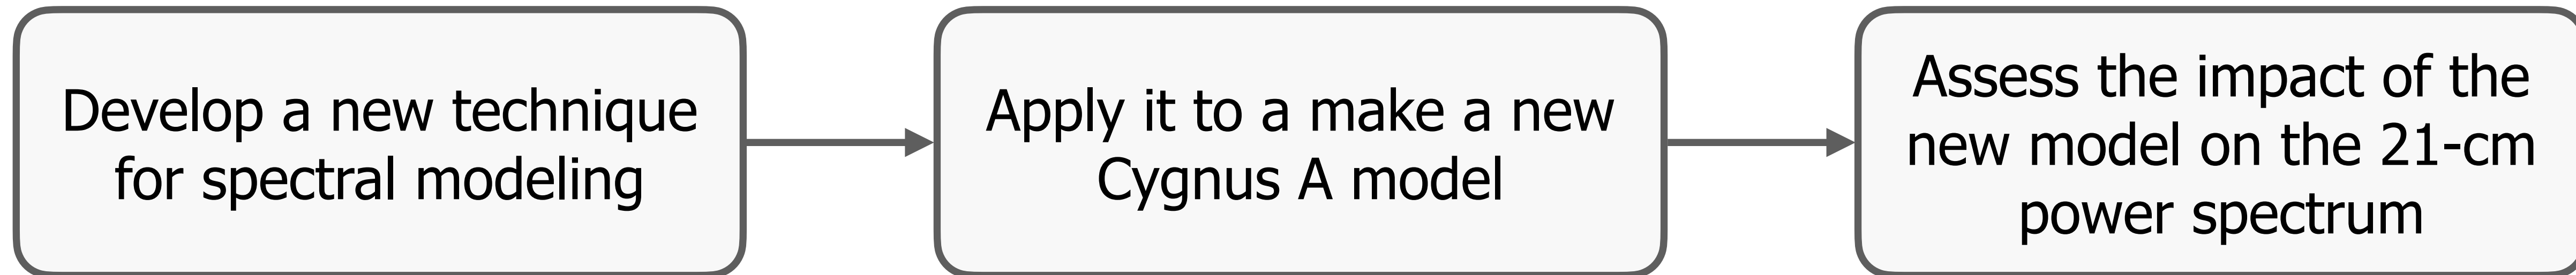 Develop a new technique
for spectral modeling
Apply it to a make a new
Cygnus A model
Assess the impact of the
new model on the 21-cm
power spectrum